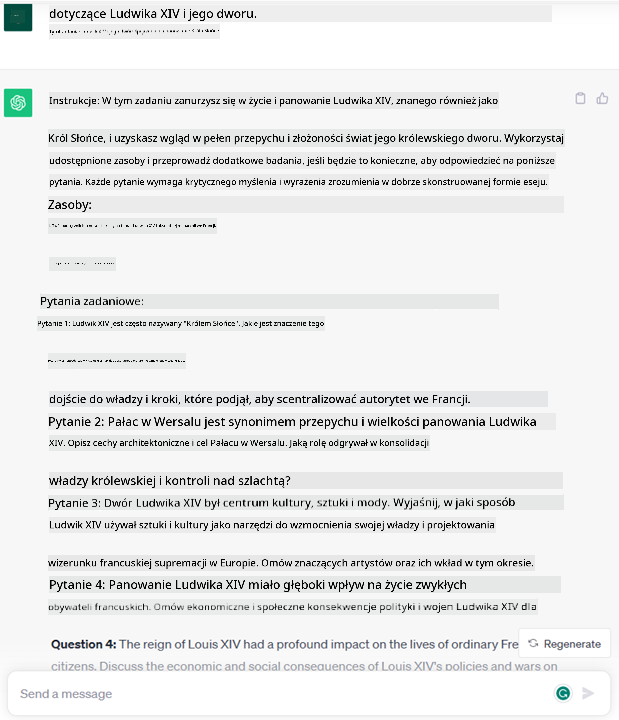 dotyczące Ludwika XIV i jego dworu.
Instrukcje: W tym zadaniu zanurzysz się w życie i panowanie Ludwika XIV, znanego również jako
Król Słońce, i uzyskasz wgląd w pełen przepychu i złożoności świat jego królewskiego dworu. Wykorzystaj
udostępnione zasoby i przeprowadź dodatkowe badania, jeśli będzie to konieczne, aby odpowiedzieć na poniższe
pytania. Każde pytanie wymaga krytycznego myślenia i wyrażenia zrozumienia w dobrze skonstruowanej formie eseju.
Zasoby:
Pytania zadaniowe:
Pytanie 1: Ludwik XIV jest często nazywany "Królem Słońce". Jakie jest znaczenie tego
dojście do władzy i kroki, które podjął, aby scentralizować autorytet we Francji.
Pytanie 2: Pałac w Wersalu jest synonimem przepychu i wielkości panowania Ludwika
XIV. Opisz cechy architektoniczne i cel Pałacu w Wersalu. Jaką rolę odgrywał w konsolidacji
władzy królewskiej i kontroli nad szlachtą?
Pytanie 3: Dwór Ludwika XIV był centrum kultury, sztuki i mody. Wyjaśnij, w jaki sposób
Ludwik XIV używał sztuki i kultury jako narzędzi do wzmocnienia swojej władzy i projektowania
wizerunku francuskiej supremacji w Europie. Omów znaczących artystów oraz ich wkład w tym okresie.
Pytanie 4: Panowanie Ludwika XIV miało głęboki wpływ na życie zwykłych
obywateli francuskich. Omów ekonomiczne i społeczne konsekwencje polityki i wojen Ludwika XIV dla
Question 4: The reign of Louis XIV had a profound impact on the lives of ordinary Fre
Regenerate
citizens. Discuss the economic and social consequences of Louis XIV's policies and wars on
Send a message